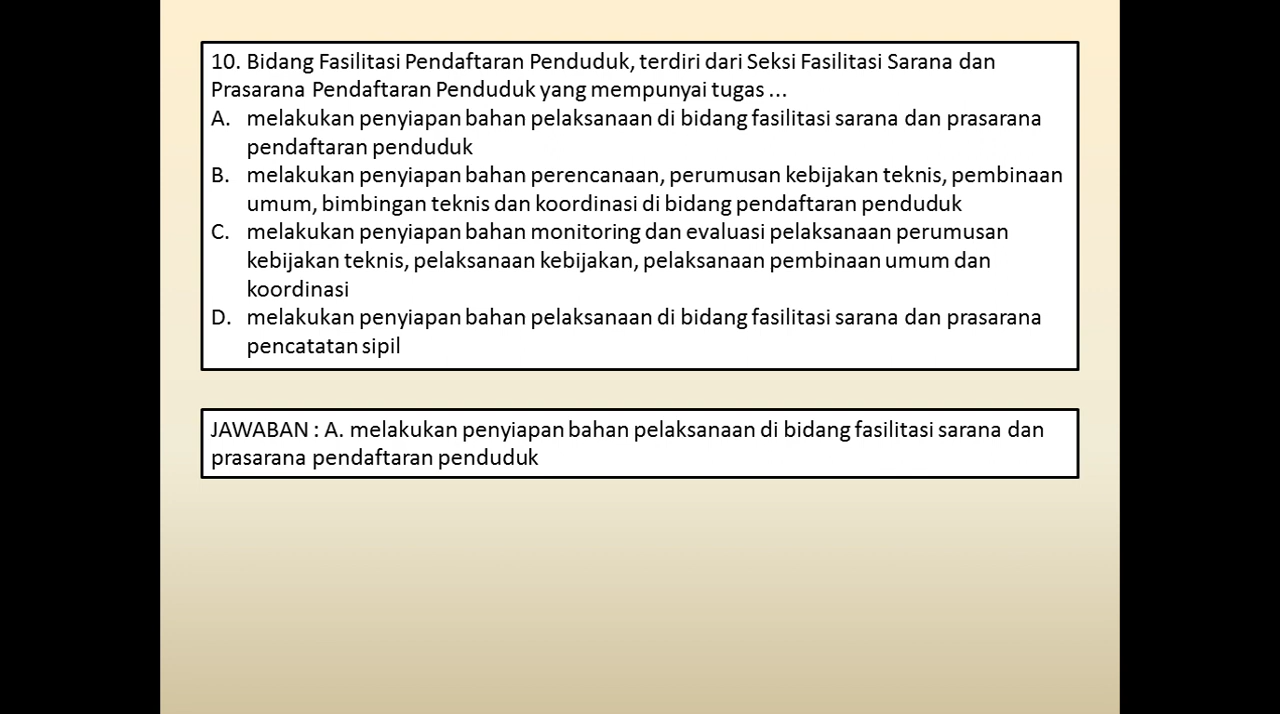 10. Bidang Fasilitasi Pendaftaran Penduduk, terdiri dari Seksi Fasilitasi Sarana dan
Prasarana Pendaftaran Penduduk yang mempunyai tugas ...
A. melakukan penyiapan bahan pelaksanaan di bidang fasilitasi sarana dan prasarana
pendaftaran penduduk
B. melakukan penyiapan bahan perencanaan, perumusan kebijakan teknis, pembinaan
umum, bimbingan teknis dan koordinasi di bidang pendaftaran penduduk
C. melakukan penyiapan bahan monitoring dan evaluasi pelaksanaan perumusan
kebijakan teknis, pelaksanaan kebijakan, pelaksanaan pembinaan umum dan
koordinasi
D. melakukan penyiapan bahan pelaksanaan di bidang fasilitasi sarana dan prasarana
pencatatan sipil
JAWABAN : A. melakukan penyiapan bahan pelaksanaan di bidang fasilitasi sarana dan
prasarana pendaftaran penduduk